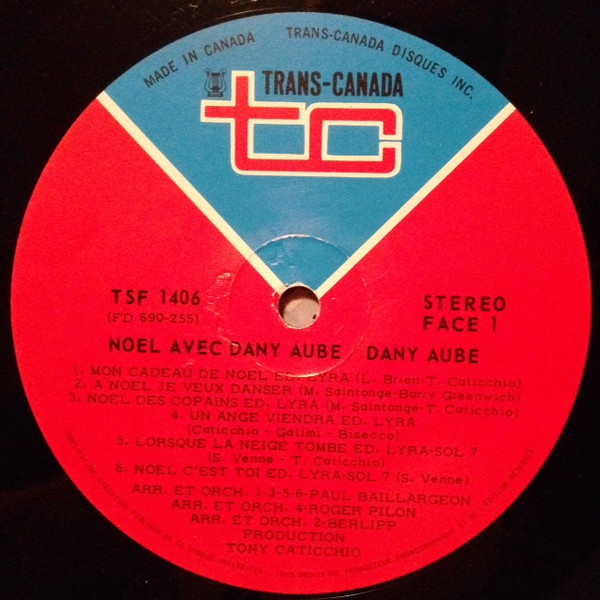 MADE IN CANADA
TRANS-CANADA DISQUES INC.
TRANS-CANADA
tc
TSF 1406
(FD 690-255)
STEREO
FACE 1
NOEL AVEC DANY AUBE DANY AUBE
1. MON CADEAU DE NOEL ED. LYRA (L. Brien-T. Caticchio)
2. A NOEL JE VEUX DANSER (M. Saintonge-Barry Greenwich)
3. NOEL DES COPAINS ED. LYRA (M. Saintonge-T. Caticchio)
4. UN ANGE VIENDRA ED. LYRA
(Caticchio - Galimi - Bisecco)
5. LORSQUE LA NEIGE TOMBE ED. LYRA-SOL 7
(S. Venne - T. Caticchio)
6. NOEL C'EST TOI ED. LYRA-SOL 7 (S. Venne)
ARR. ET ORCH. 1-3-5-6-PAUL BAILLARGEON
ARR. ET ORCH. 4-ROGER PILON
ARR. ET ORCH. 2-BERLIPP
PRODUCTION
TONY CATICCHIO